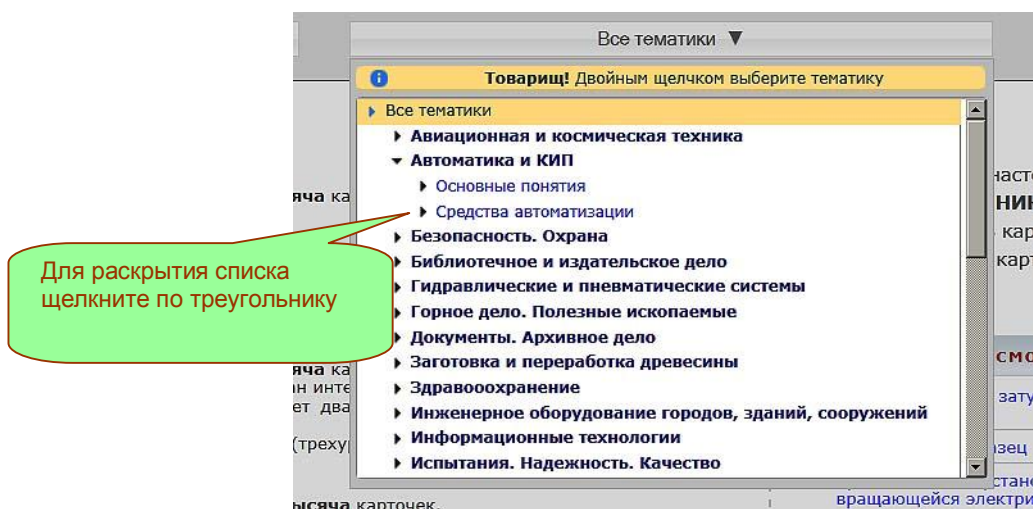 Все тематики ▼
Товарищ! Двойным щелчком выберите тематику
Все тематики
Авиационная и космическая техника
Автоматика и КИП
Основные понятия
Средства автоматизации
Безопасность. Охрана
Библиотечное и издательское дело
Гидравлические и пневматические системы
Горное дело. Полезные ископаемые
Документы. Архивное дело
Заготовка и переработка древесины
Здравооохранение
Инженерное оборудование городов, зданий, сооружений
Информационные технологии
Испытания. Надежность. Качество
Для раскрытия списка
щелкните по треугольнику
карточек.
вращающейся